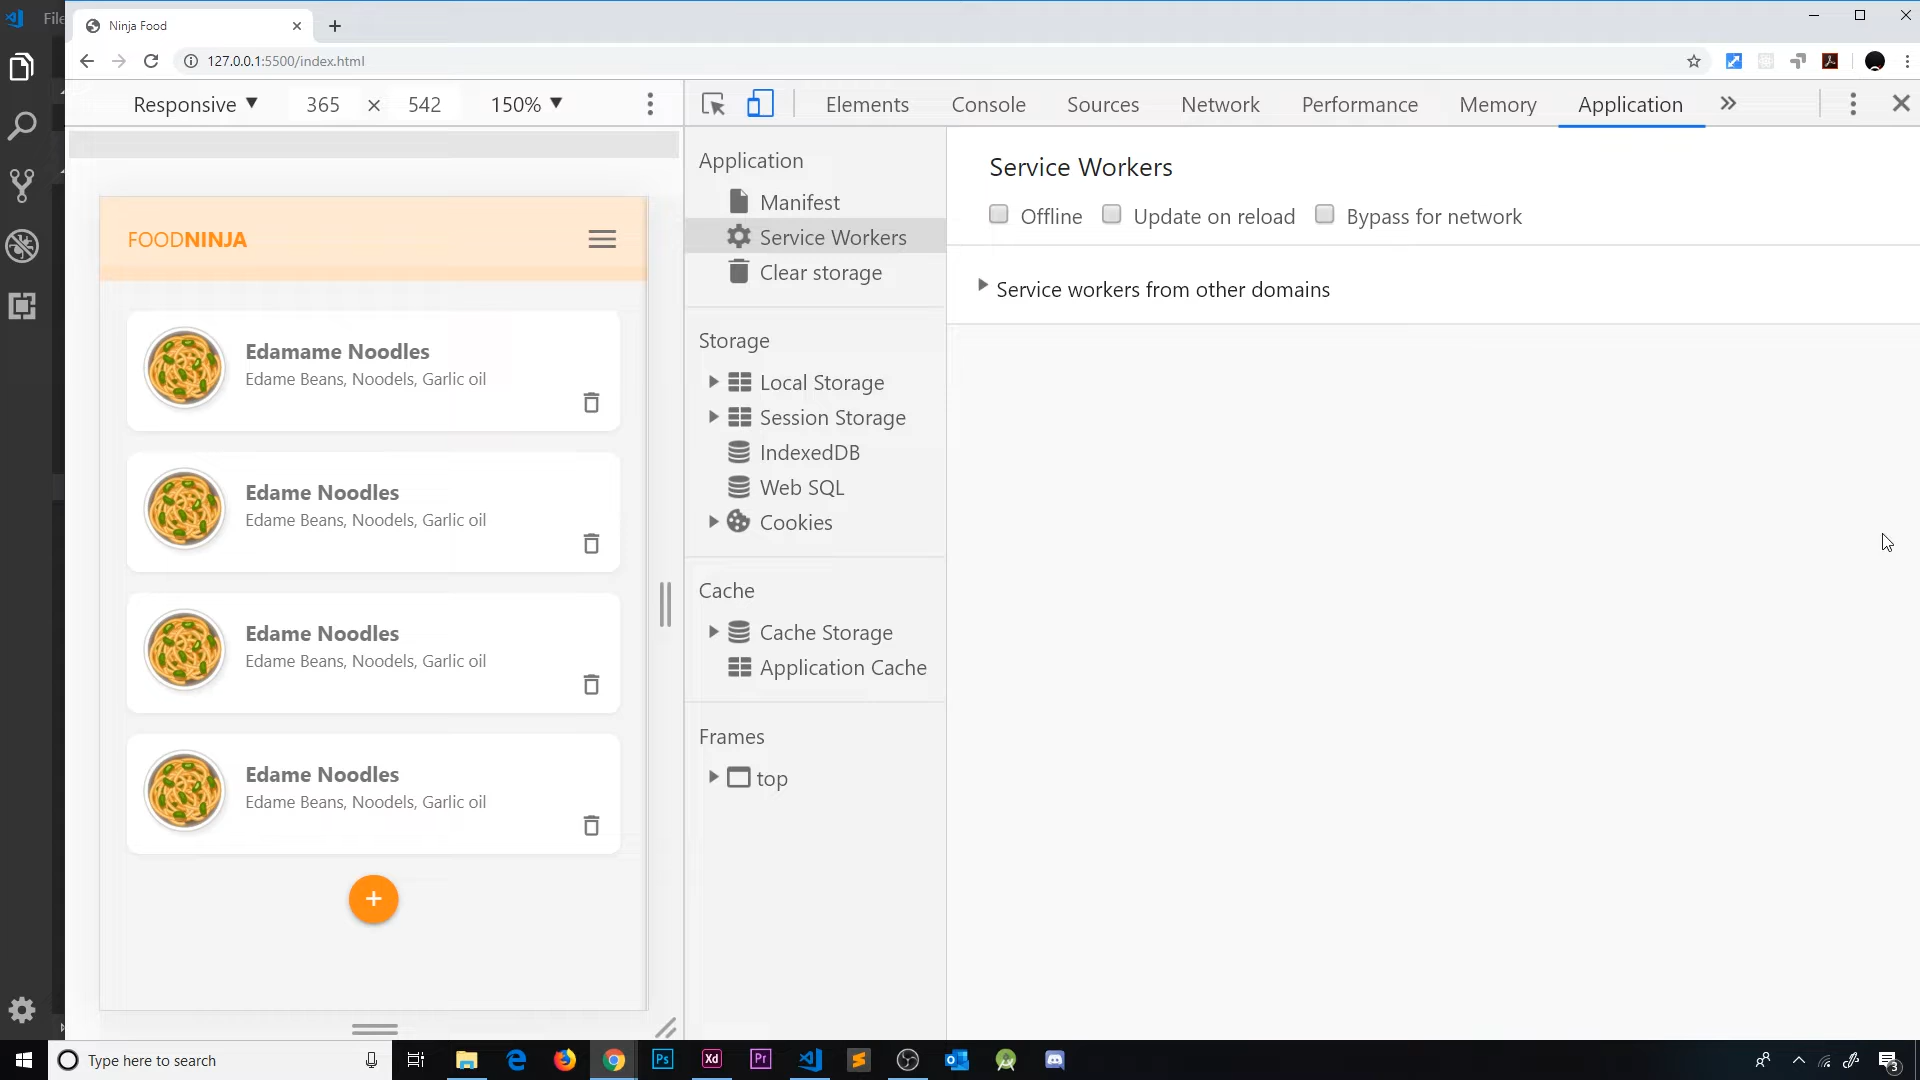 File
Ninja Food
127.0.0.1:5500/index.html
Responsive 365 × 542 150%
Elements Console Sources Network Performance Memory Application
Application
Manifest
Service Workers
Clear storage
Storage
Local Storage
Session Storage
IndexedDB
Web SQL
Cookies
Cache
Cache Storage
Application Cache
Frames
top
Service Workers
Offline Update on reload Bypass for network
Service workers from other domains
FOODNINJA
Edamame Noodles
Edame Beans, Noodels, Garlic oil
Edame Noodles
Edame Beans, Noodels, Garlic oil
Edame Noodles
Edame Beans, Noodels, Garlic oil
Edame Noodles
Edame Beans, Noodels, Garlic oil
+
Type here to search
Ps
Xd
Pr
3